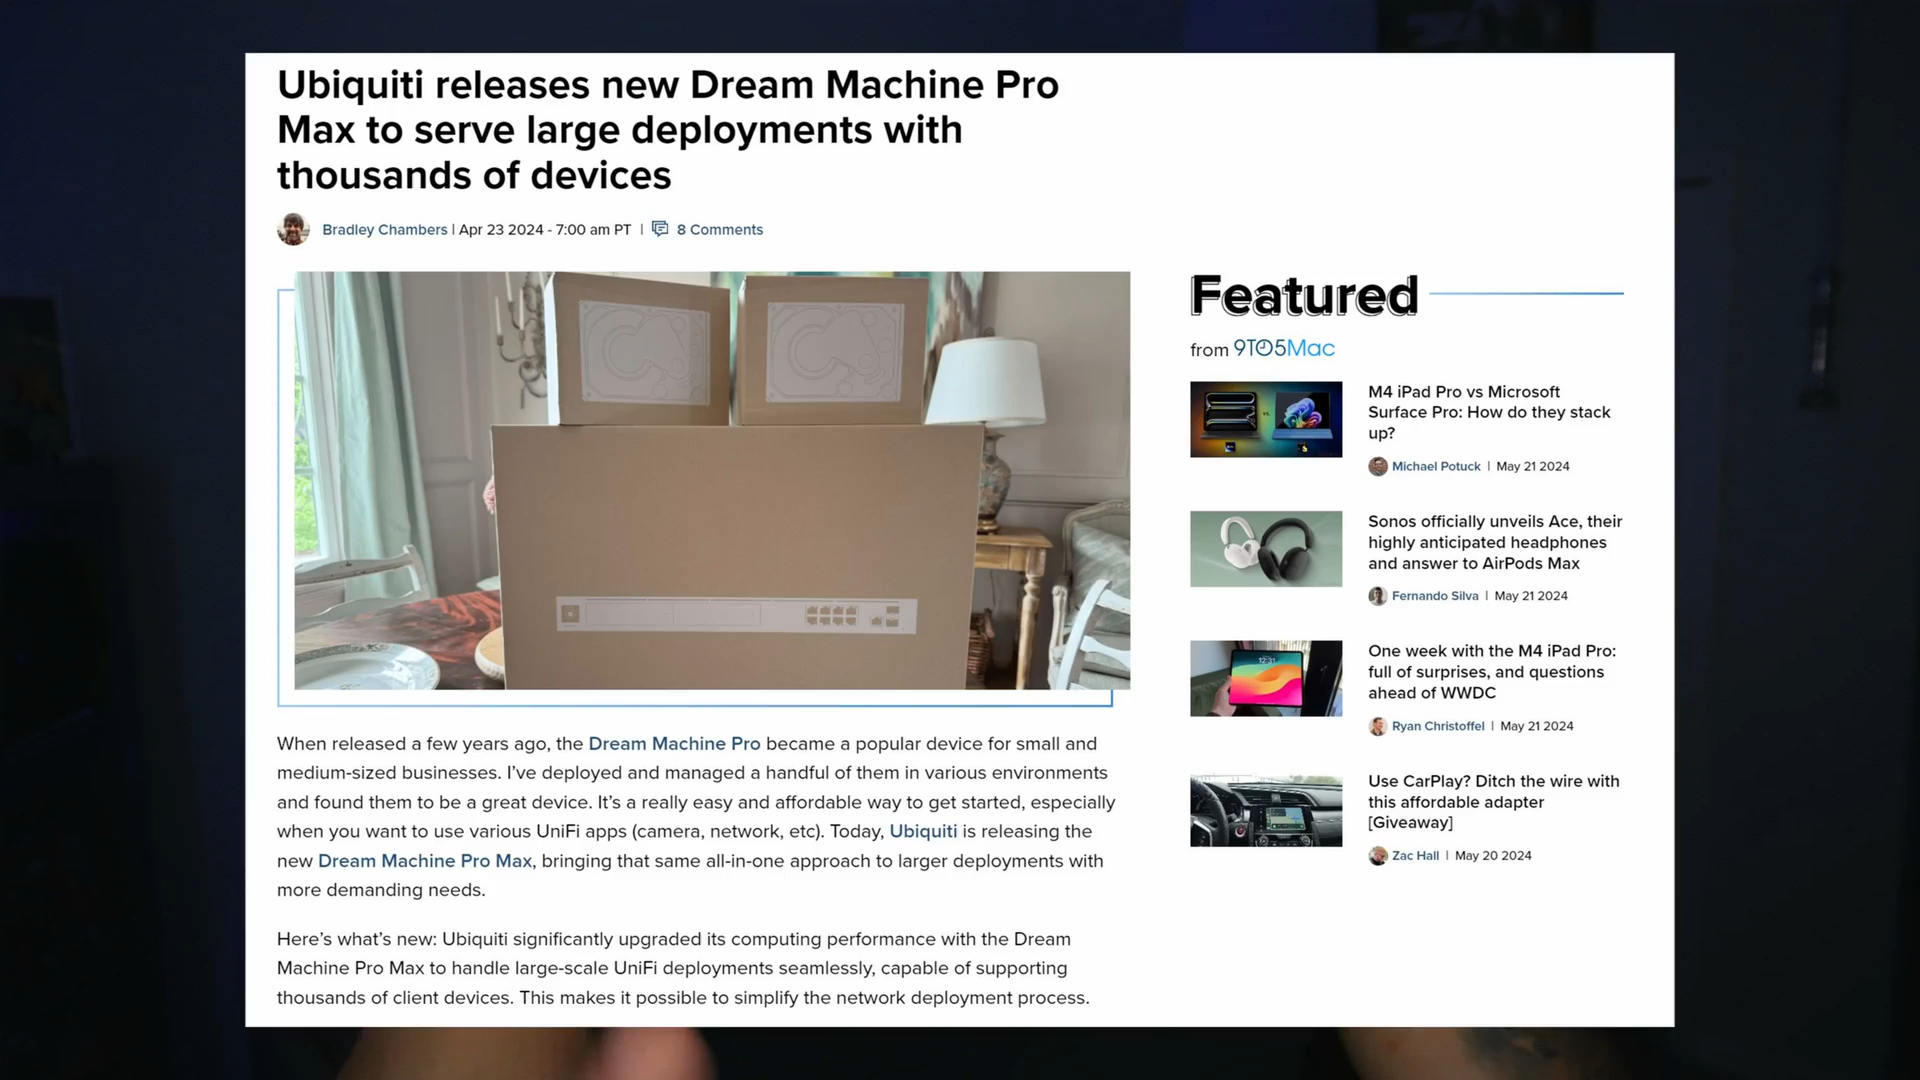 Ubiquiti releases new Dream Machine Pro
Max to serve large deployments with
thousands of devices
Bradley Chambers | Apr 23 2024 - 7:00 am PT | 8 Comments
When released a few years ago, the Dream Machine Pro became a popular device for small and
medium-sized businesses. I’ve deployed and managed a handful of them in various environments
and found them to be a great device. It’s a really easy and affordable way to get started, especially
when you want to use various UniFi apps (camera, network, etc). Today, Ubiquiti is releasing the
new Dream Machine Pro Max, bringing that same all-in-one approach to larger deployments with
more demanding needs.
Here’s what’s new: Ubiquiti significantly upgraded its computing performance with the Dream
Machine Pro Max to handle large-scale UniFi deployments seamlessly, capable of supporting
thousands of client devices. This makes it possible to simplify the network deployment process.
Featured
from 9TO5Mac
M4 iPad Pro vs Microsoft
Surface Pro: How do they stack
up?
Michael Potuck | May 21 2024
Sonos officially unveils Ace, their
highly anticipated headphones
and answer to AirPods Max
Fernando Silva | May 21 2024
One week with the M4 iPad Pro:
full of surprises, and questions
ahead of WWDC
12:31
Ryan Christoffel | May 21 2024
Use CarPlay? Ditch the wire with
this affordable adapter
[Giveaway]
Zac Hall | May 20 2024